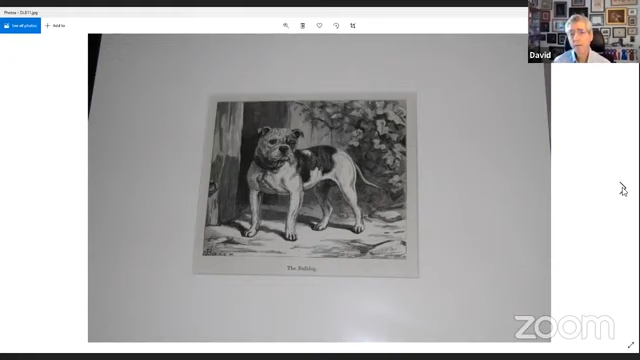 Photos - DLB11.jpg
See all photos
Add to
David
The Bulldog.
zoom